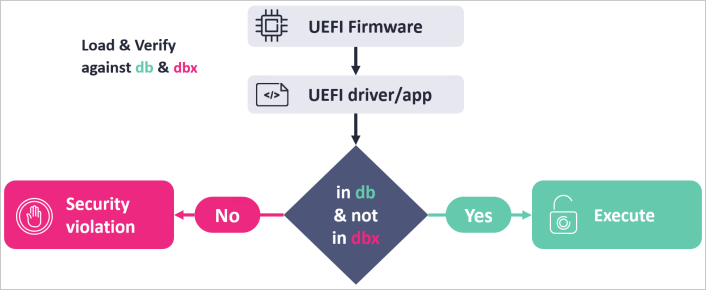 UEFI Firmware
Load & Verify
against db & dbx
</>
UEFI driver/app
in db
& not
in dbx
Security
violation
No
Yes
Execute